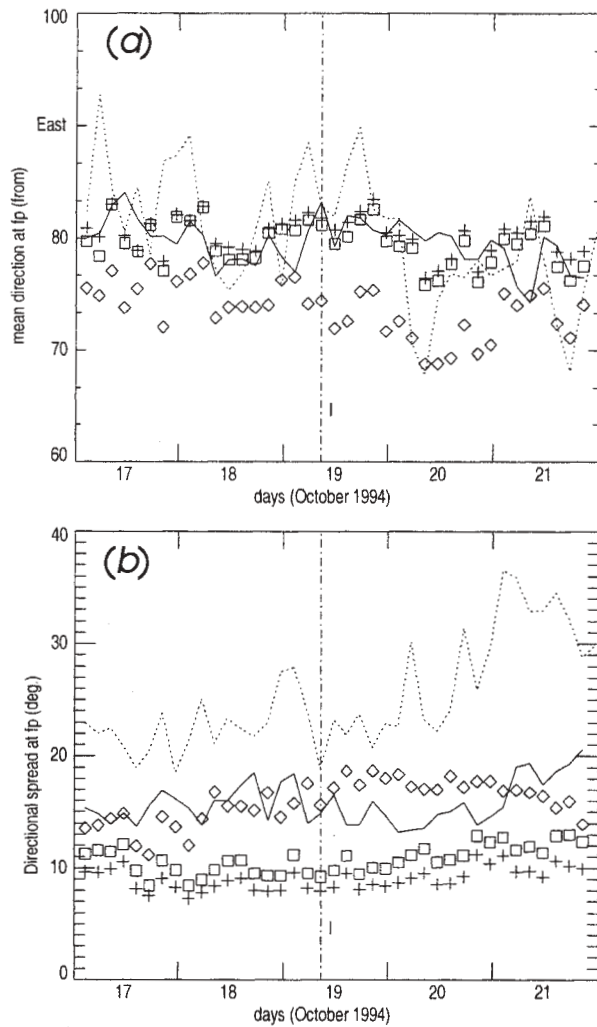 100
(a)
East
80
70
60
mean direction at fp (from)
I
17 18 19 20 21
days (October 1994)
40
(b)
30
20
10
0
Directional spread at fp (deg.)
I
17 18 19 20 21
days (October 1994)